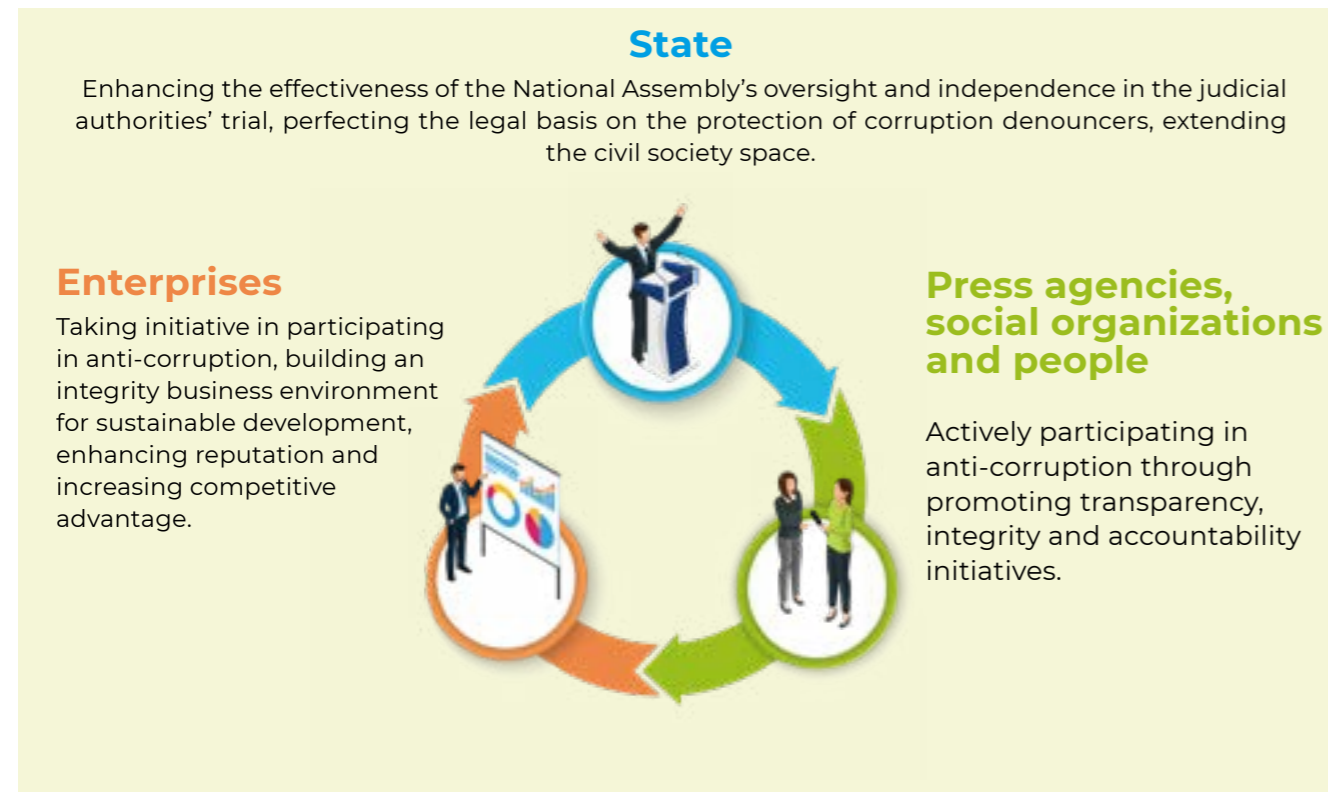 State
Enhancing the effectiveness of the National Assembly's oversight and independence in the judicial
authorities' trial, perfecting the legal basis on the protection of corruption denouncers, extending
the civil society space.
Enterprises
Taking initiative in participating
in anti-corruption, building an
integrity business environment
for sustainable development,
enhancing reputation and
increasing competitive
advantage.
Press agencies,
social organizations
and people
Actively participating in
anti-corruption through
promoting transparency,
integrity and accountability
initiatives.